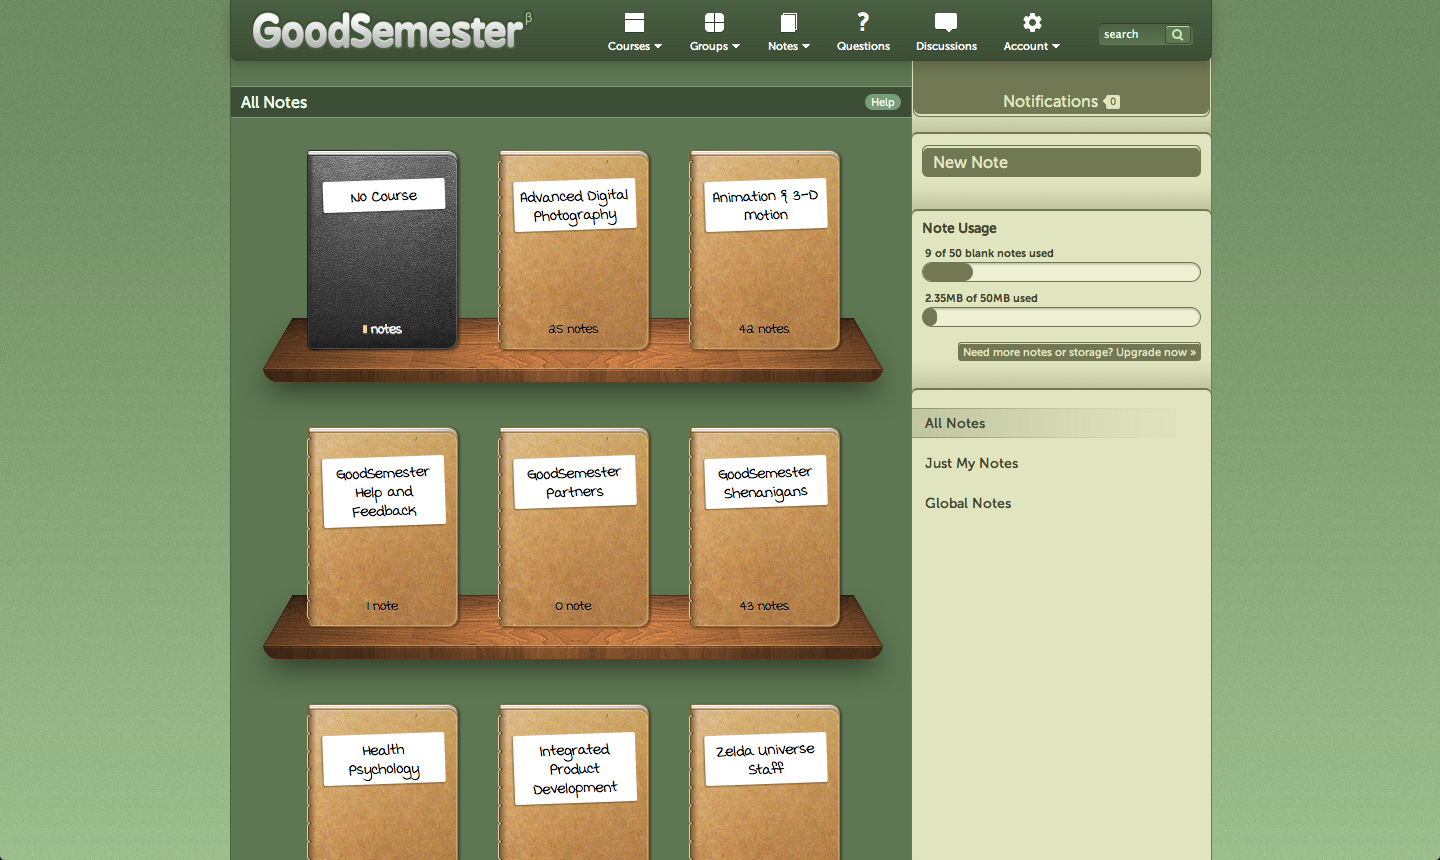 GoodSemester β
Courses
Groups
Notes
Questions
Discussions
Account
search
All Notes
Help
Notifications 0
No Course
11 notes
Advanced Digital
Photography
25 notes
Animation & 3-D
motion
42 notes
GoodSemester
Help and
Feedback
1 note
GoodSemester
Partners
0 note
GoodSemester
Shenanigans
43 notes
Health
Psychology
Integrated
Product
Development
Zelda Universe
Staff
New Note
Note Usage
9 of 50 blank notes used
2.35MB of 50MB used
Need more notes or storage? Upgrade now »
All Notes
Just My Notes
Global Notes